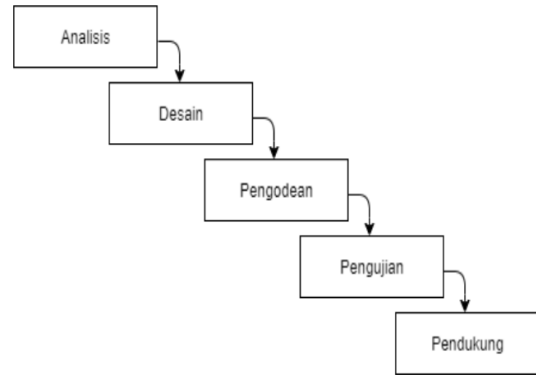 Analisis
Desain
Pengodean
Pengujian
Pendukung